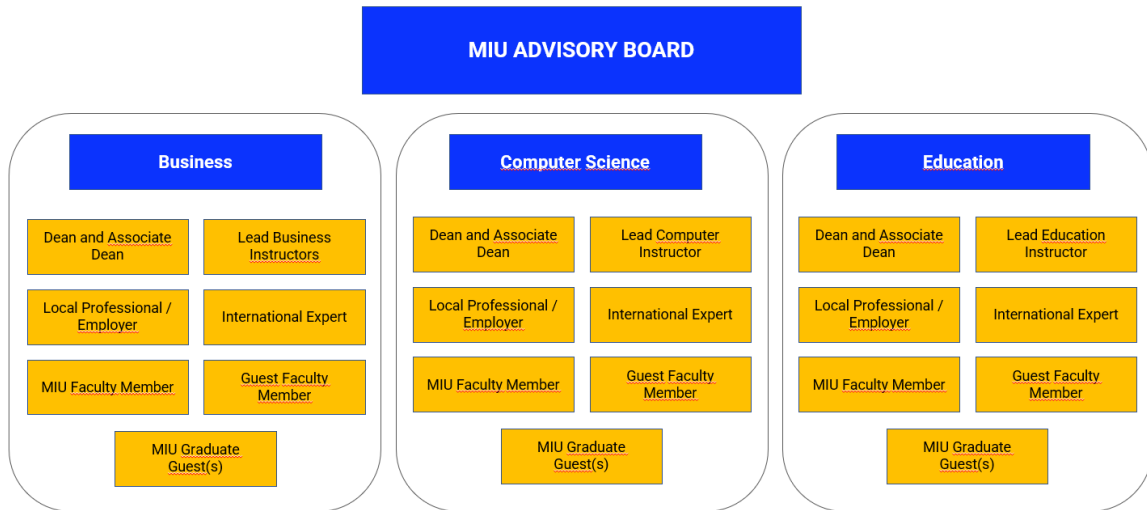 MIU ADVISORY BOARD
Business
Dean and Associate
Dean
Lead Business
Instructors
Local Professional /
Employer
International Expert
MIU Faculty Member
Guest Faculty
Member
MIU Graduate
Guest(s)
Computer Science
Dean and Associate
Dean
Lead Computer
Instructor
Local Professional /
Employer
International Expert
MIU Faculty Member
Guest Faculty
Member
MIU Graduate
Guest(s)
Education
Dean and Associate
Dean
Lead Education
Instructor
Local Professional /
Employer
International Expert
MIU Faculty Member
Guest Faculty
Member
MIU Graduate
Guest(s)